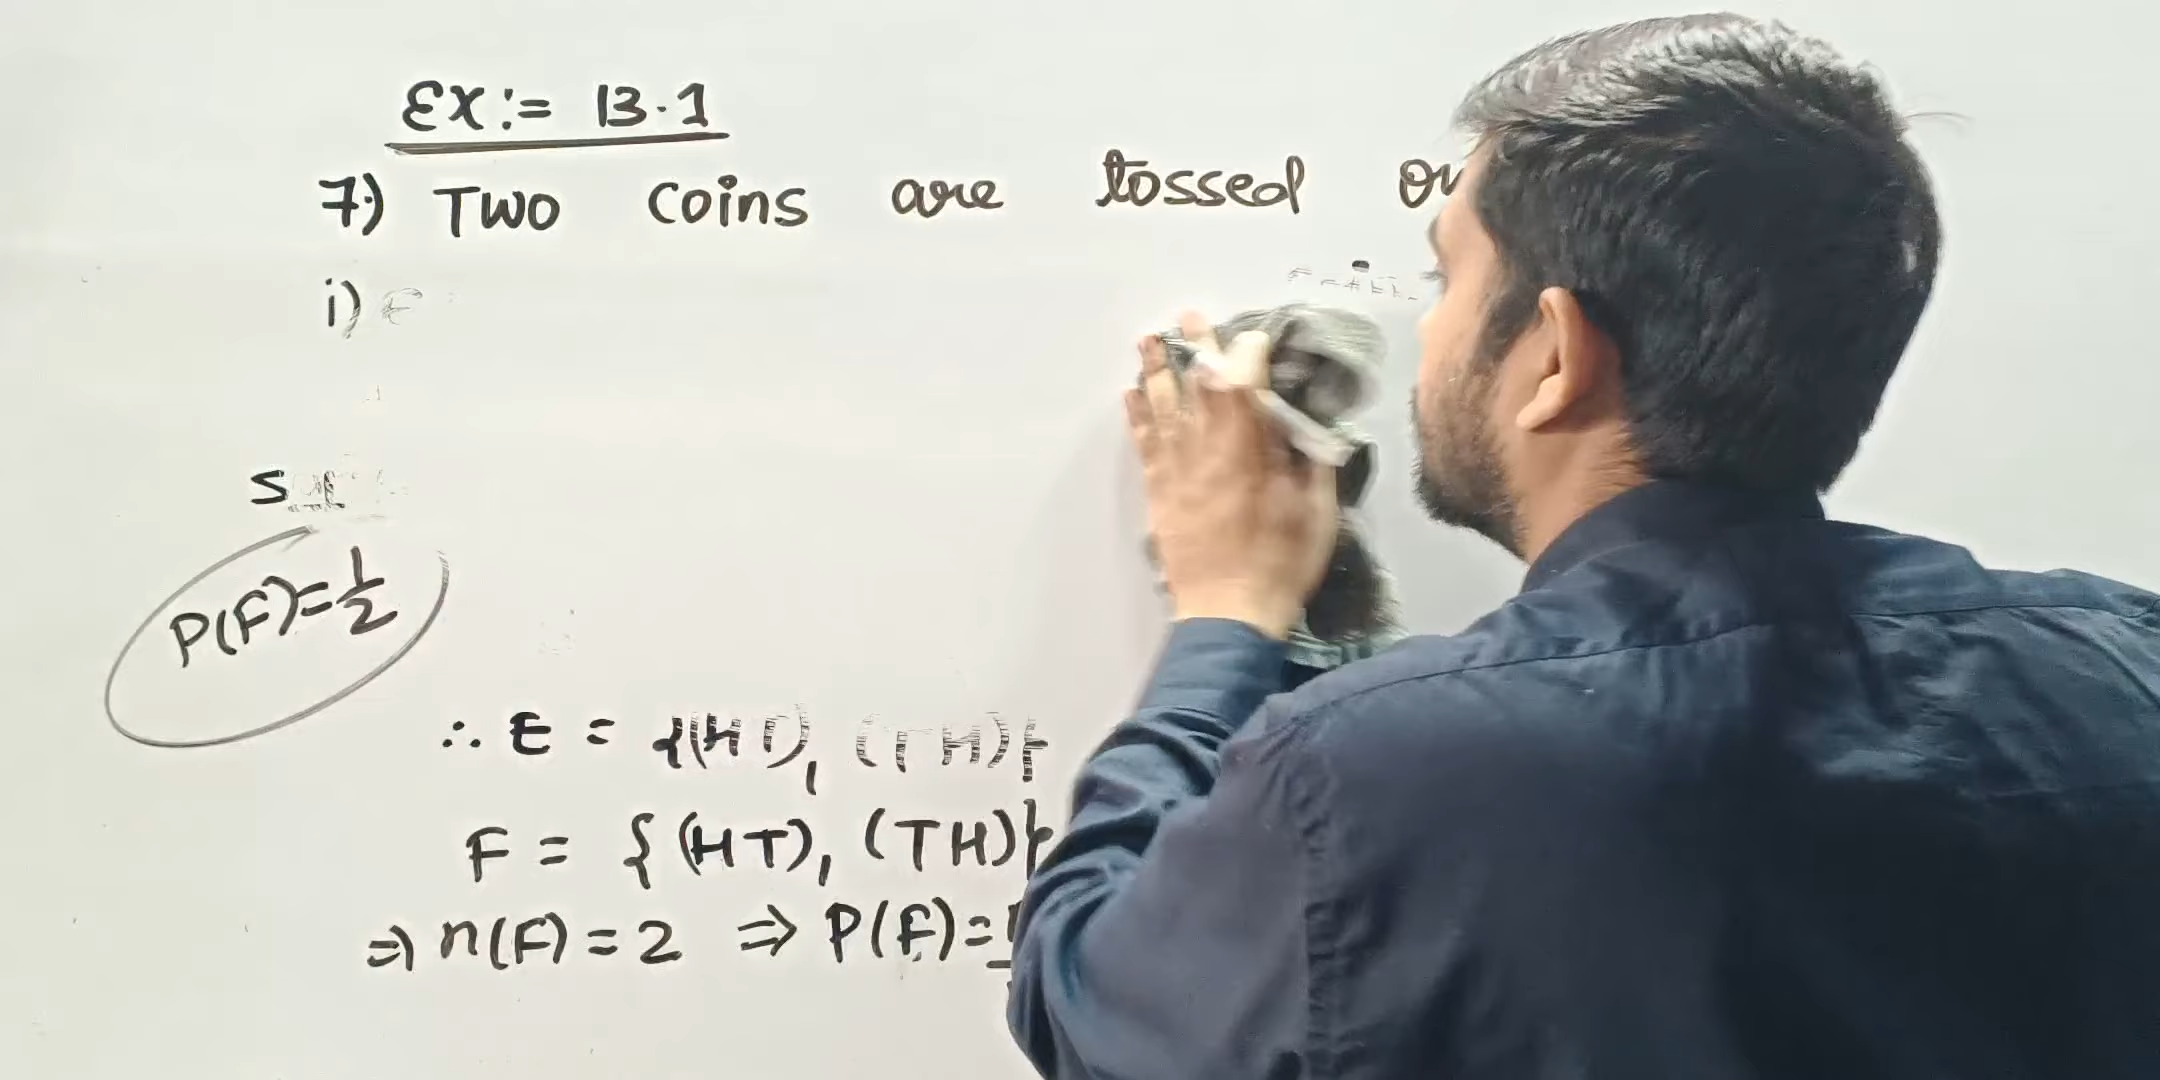 Ex:= 13.1
7.) Two coins are tossed
i)
S
P(F)=1/2
∴ E = {(HT), (TH)}
F = {(HT), (TH)}
⇒ n(F) = 2 ⇒ P(F) =